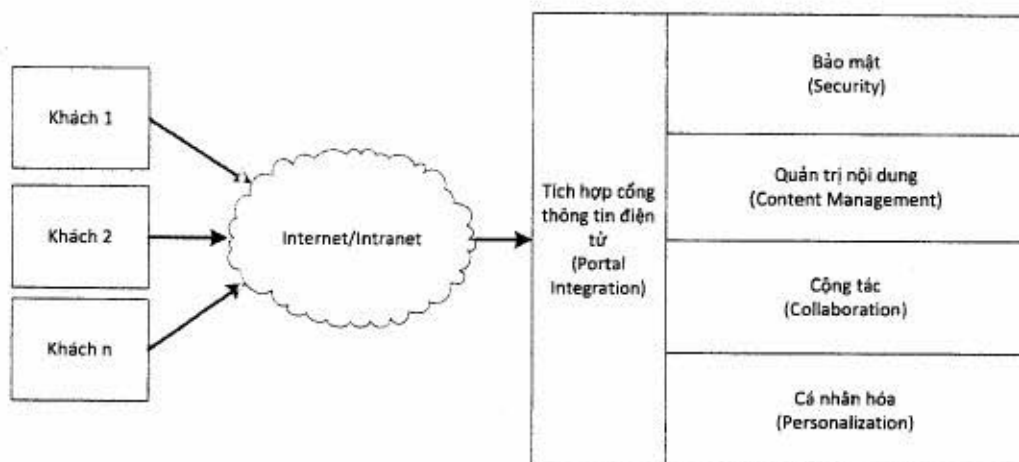 Khách 1
Khách 2
Khách n
Internet/Intranet
Tích hợp cổng
thông tin điện
tử
(Portal
Integration)
Bảo mật
(Security)
Quản trị nội dung
(Content Management)
Cộng tác
(Collaboration)
Cá nhân hóa
(Personalization)